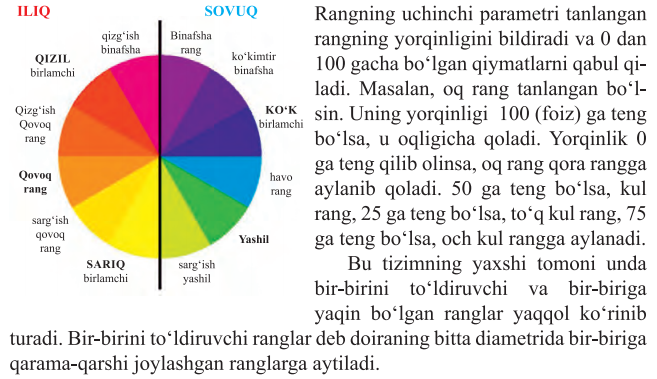 ILIQ
SOVUQ
qizg‘ish
binafsha
Binafsha
rang
QIZIL
birlamchi
ko‘kimtir
binafsha
Qizg‘ish
Qovoq
rang
KO‘K
birlamchi
Qovoq
rang
havo
rang
sarg‘ish
qovoq
rang
Yashil
SARIQ
birlamchi
sarg‘ish
yashil
Rangning uchinchi parametri tanlangan
rangning yorqinligini bildiradi va 0 dan
100 gacha bo‘lgan qiymatlarni qabul qi-
ladi. Masalan, oq rang tanlangan bo‘l-
sin. Uning yorqinligi 100 (foiz) ga teng
bo‘lsa, u oqligicha qoladi. Yorqinlik 0
ga teng qilib olinsa, oq rang qora rangga
aylanib qoladi. 50 ga teng bo‘lsa, kul
rang, 25 ga teng bo‘lsa, to‘q kul rang, 75
ga teng bo‘lsa, och kul rangga aylanadi.
Bu tizimning yaxshi tomoni unda
bir-birini to‘ldiruvchi va bir-biriga
yaqin bo‘lgan ranglar yaqqol ko‘rinib
turadi. Bir-birini to‘ldiruvchi ranglar deb doiraning bitta diametrida bir-biriga
qarama-qarshi joylashgan ranglarga aytiladi.